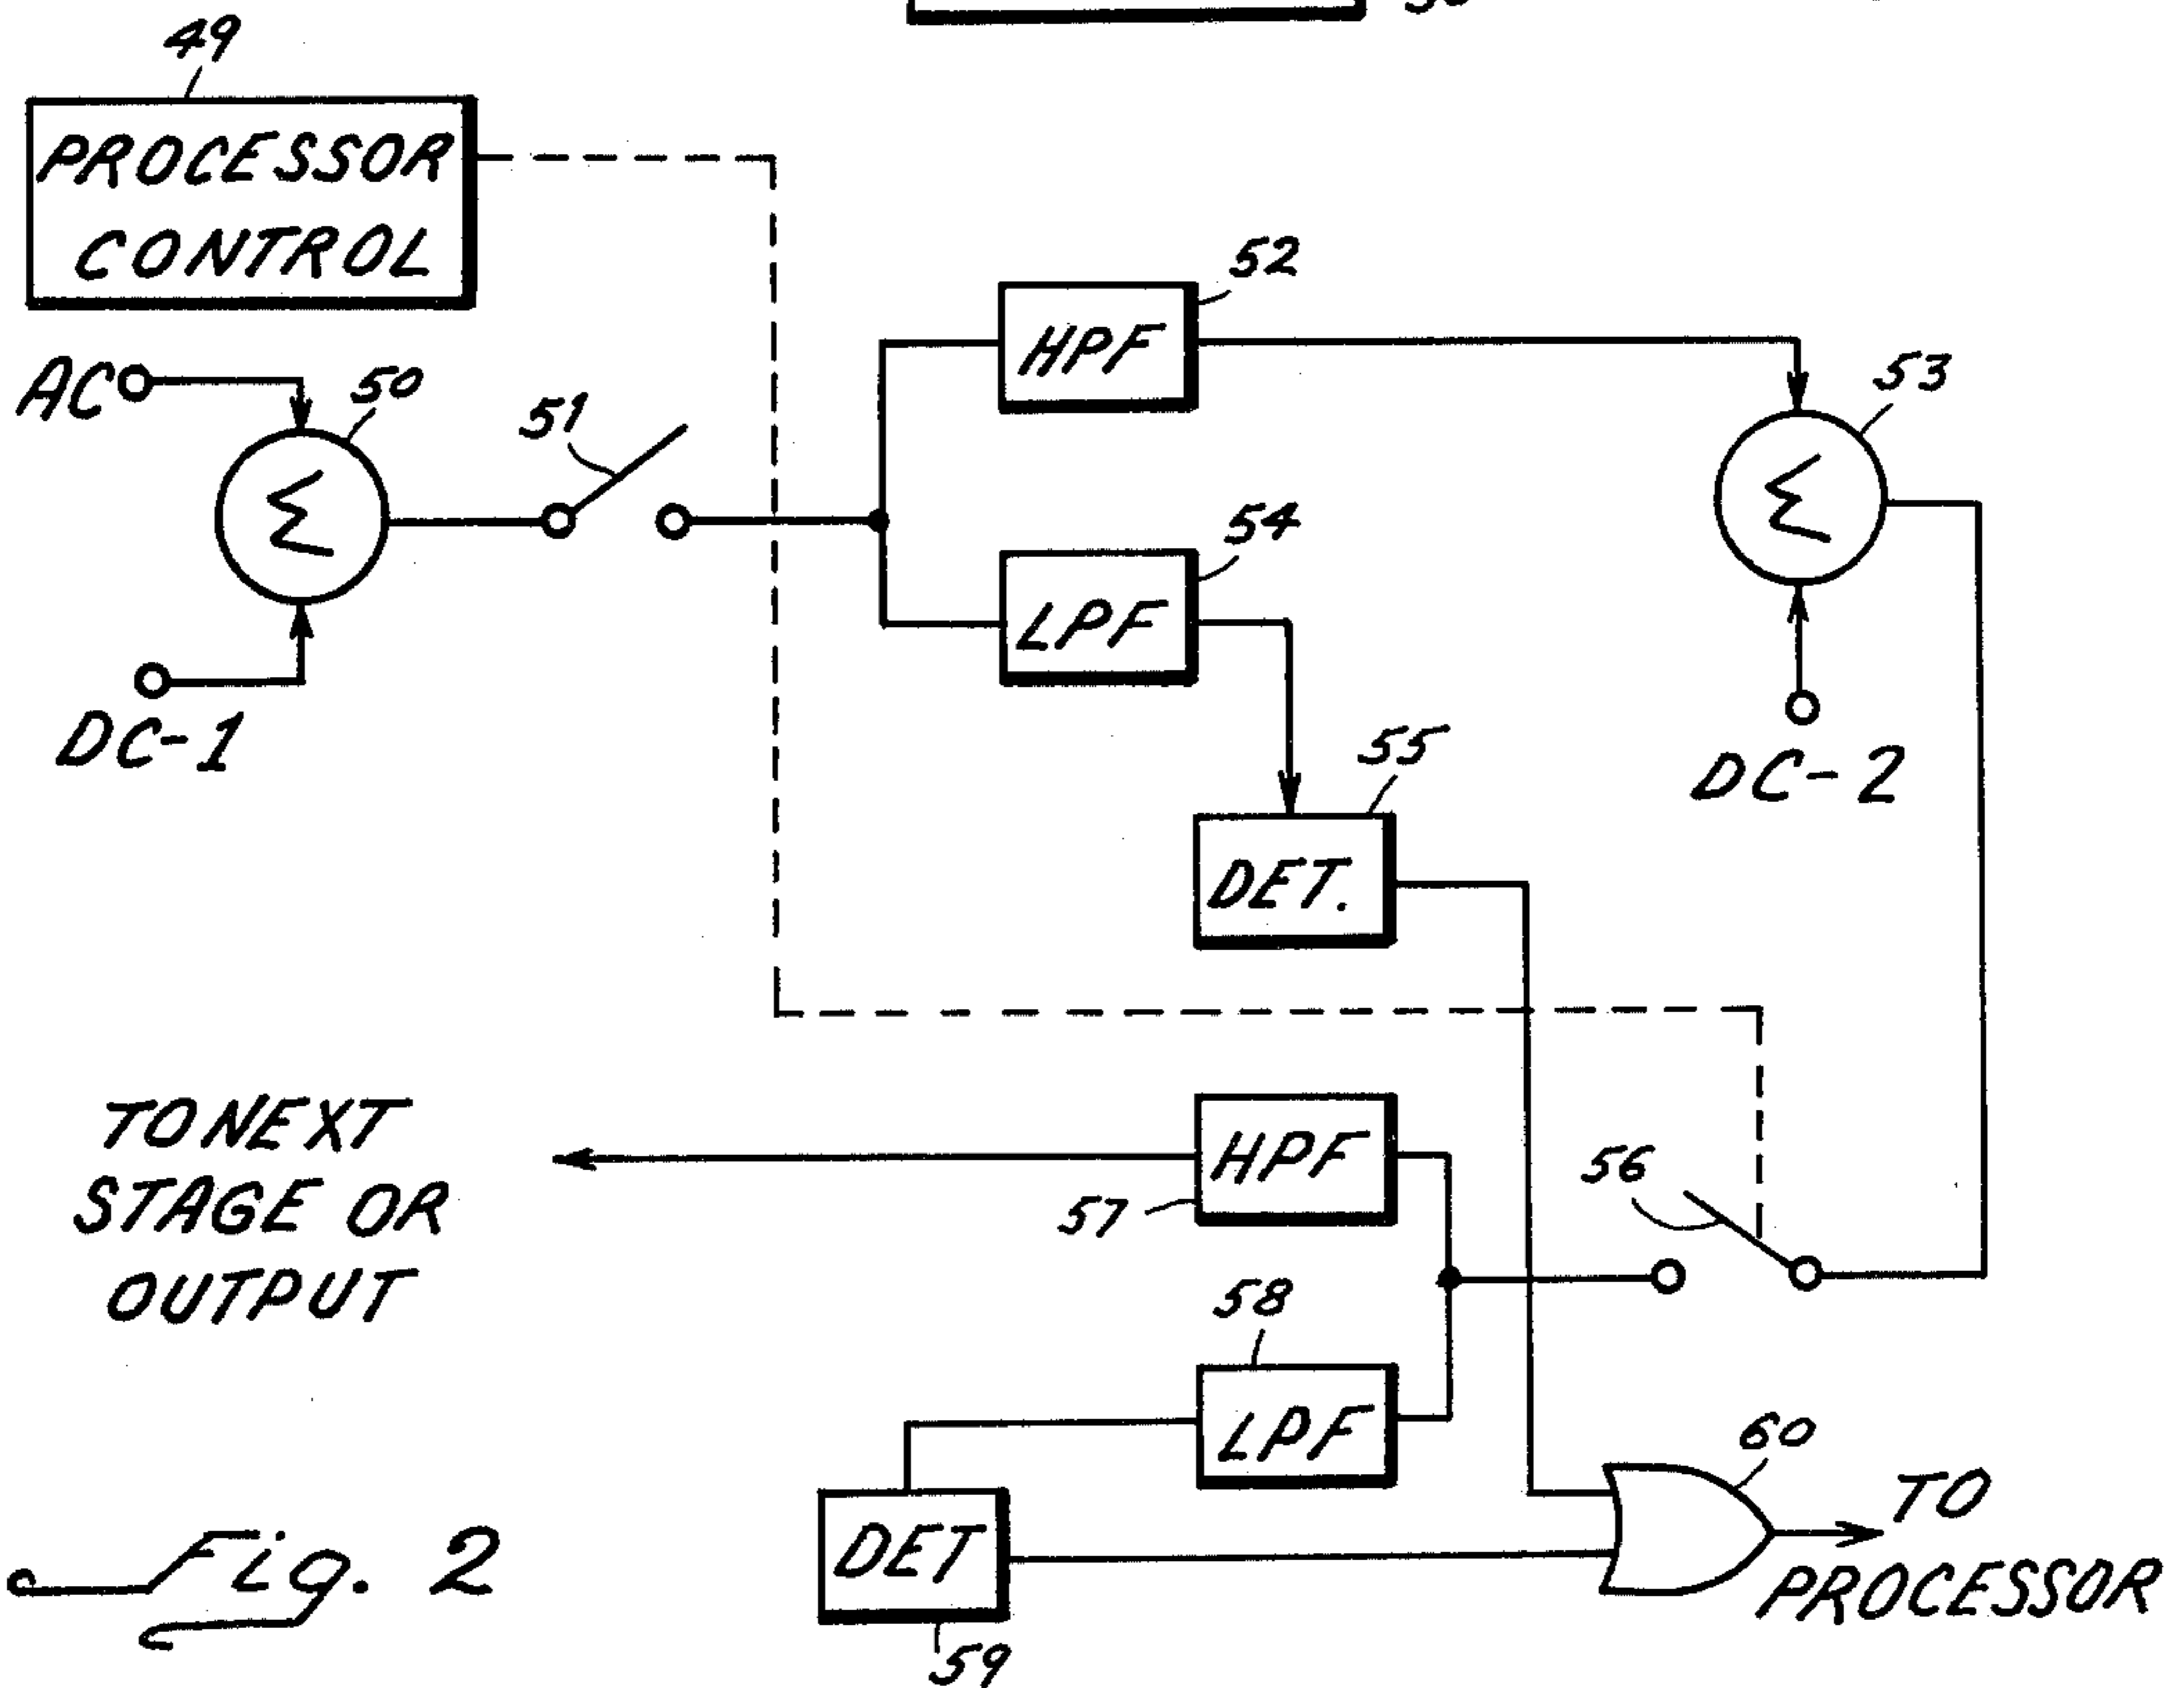 49
PROCESSOR
CONTROL
AC
50
Σ
DC-1
51
52
HPF
53
Σ
54
LPF
DC-2
55
DET.
TO NEXT
STAGE OR
OUTPUT
HPF
57
56
58
LPF
60
TO
PROCESSOR
DET
59
Fig. 2